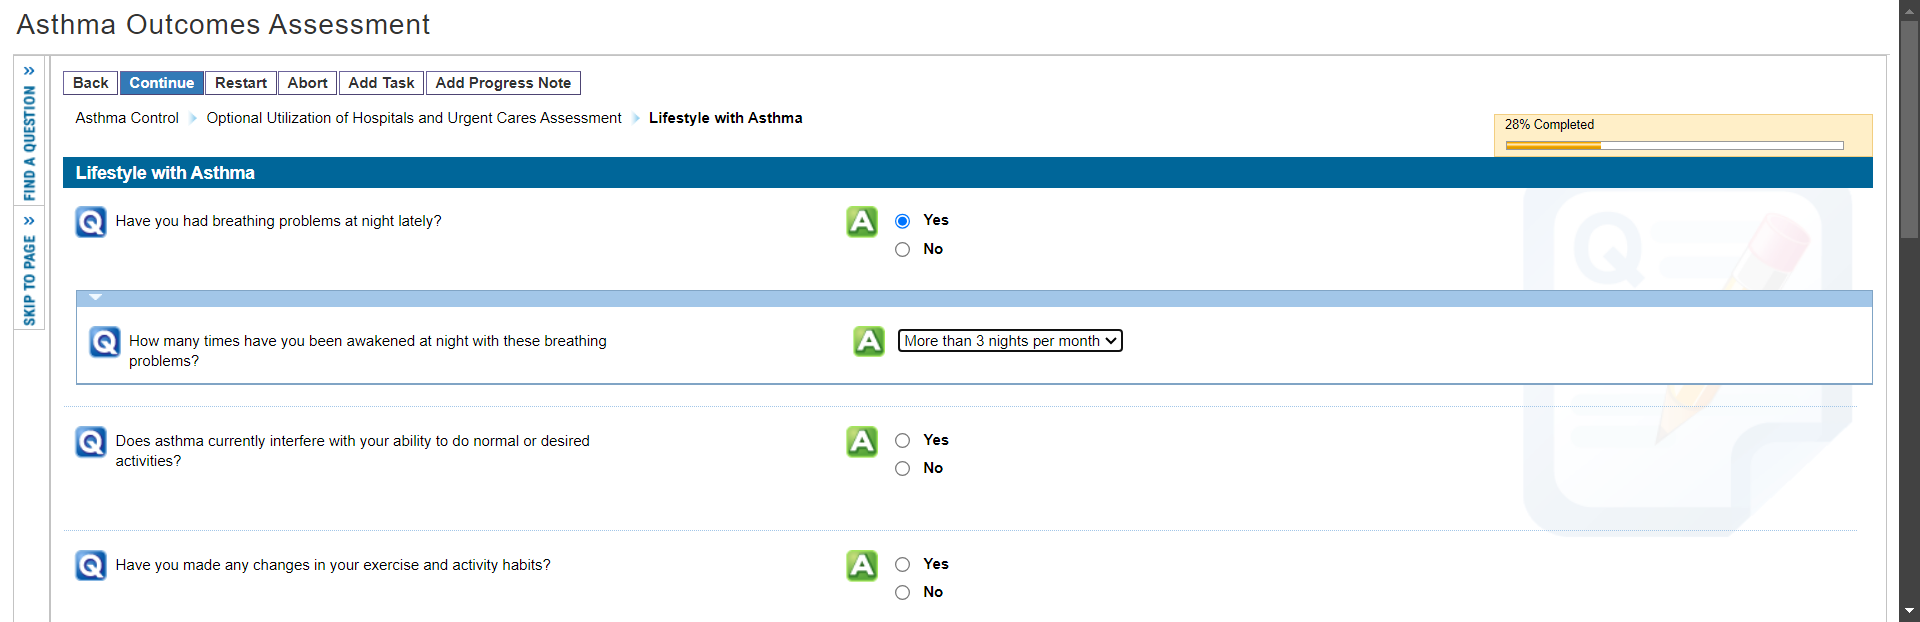 Asthma Outcomes Assessment
» FIND A QUESTION
» SKIP TO PAGE
Back Continue Restart Abort Add Task Add Progress Note
Asthma Control Optional Utilization of Hospitals and Urgent Cares Assessment Lifestyle with Asthma
28% Completed
Lifestyle with Asthma
Q Have you had breathing problems at night lately? A Yes
No
Q How many times have you been awakened at night with these breathing A More than 3 nights per month
problems?
Q Does asthma currently interfere with your ability to do normal or desired A Yes
activities? No
Q Have you made any changes in your exercise and activity habits? A Yes
No